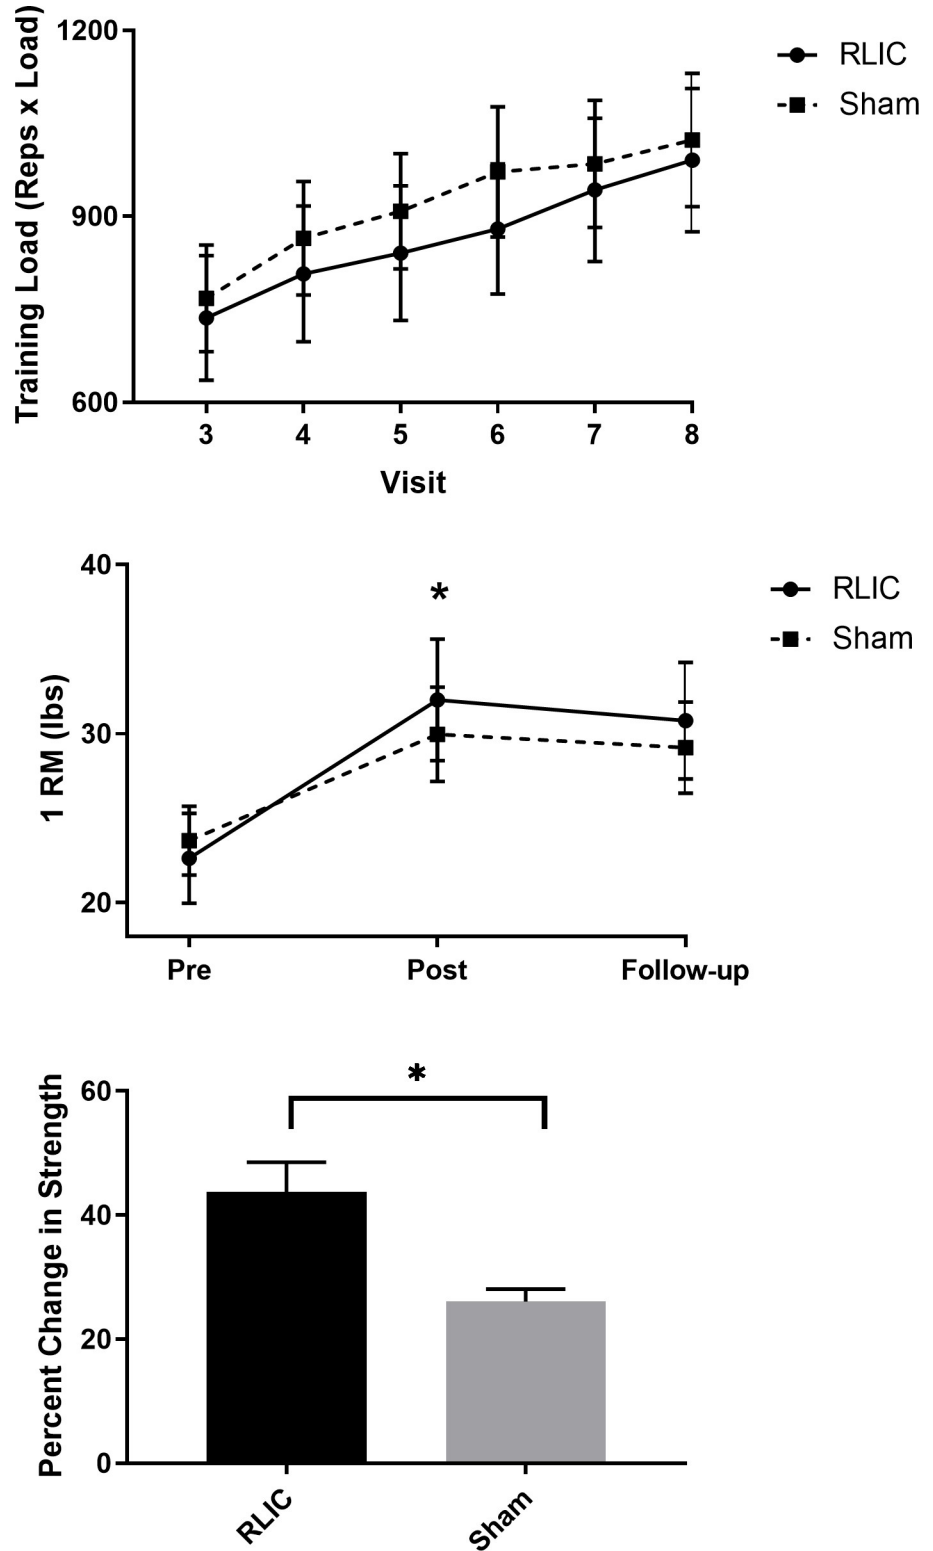 Training Load (Reps x Load)
1200
900
600
3 4 5 6 7 8
Visit
RLIC
Sham
1 RM (lbs)
40
30
20
*
Pre Post Follow-up
RLIC
Sham
Percent Change in Strength
60
40
20
0
*
RLIC Sham